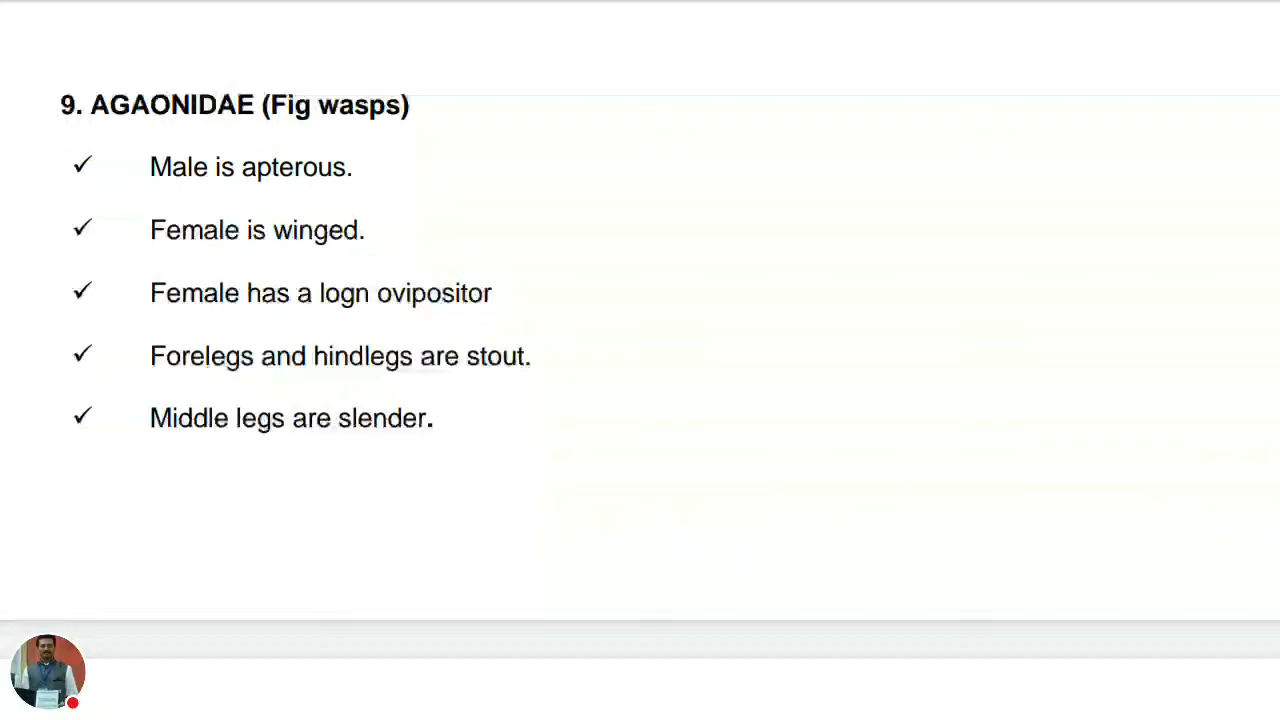 9. AGAONIDAE (Fig wasps)
✓ Male is apterous.
✓ Female is winged.
✓ Female has a logn ovipositor
✓ Forelegs and hindlegs are stout.
✓ Middle legs are slender.